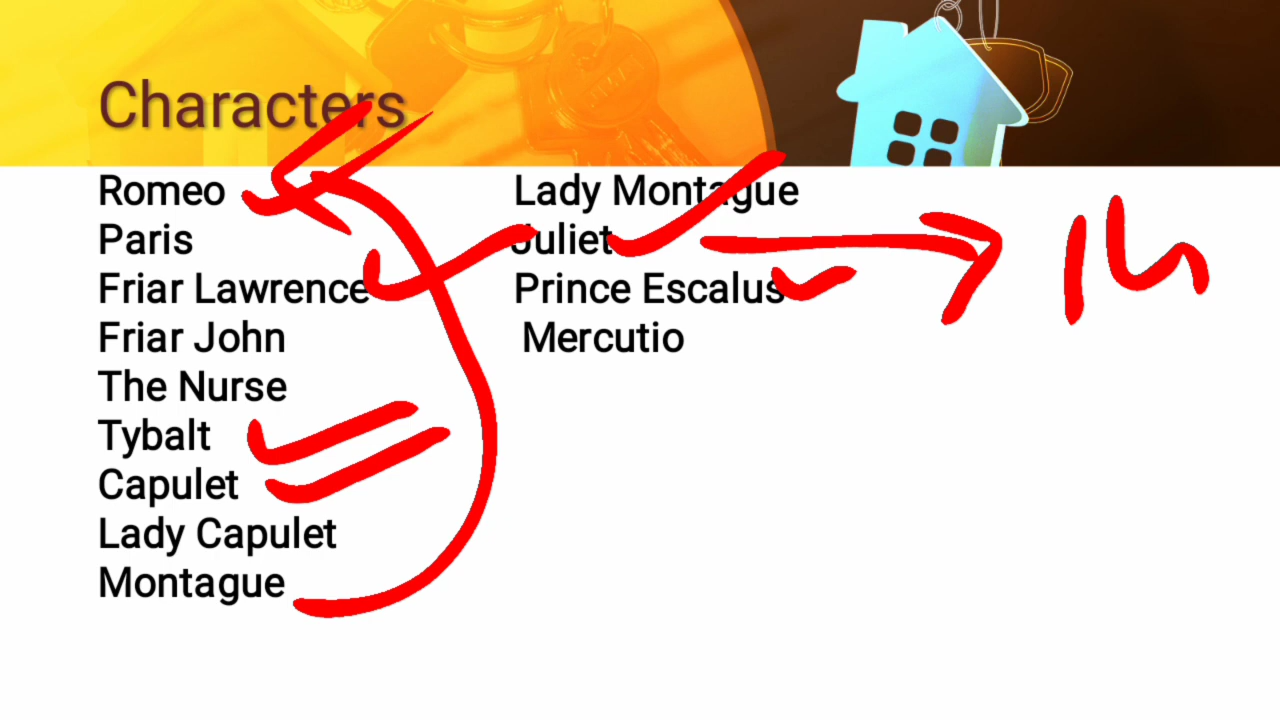 Characters
Romeo
Paris
Friar Lawrence
Friar John
The Nurse
Tybalt
Capulet
Lady Capulet
Montague
Lady Montague
Juliet
Prince Escalus
Mercutio